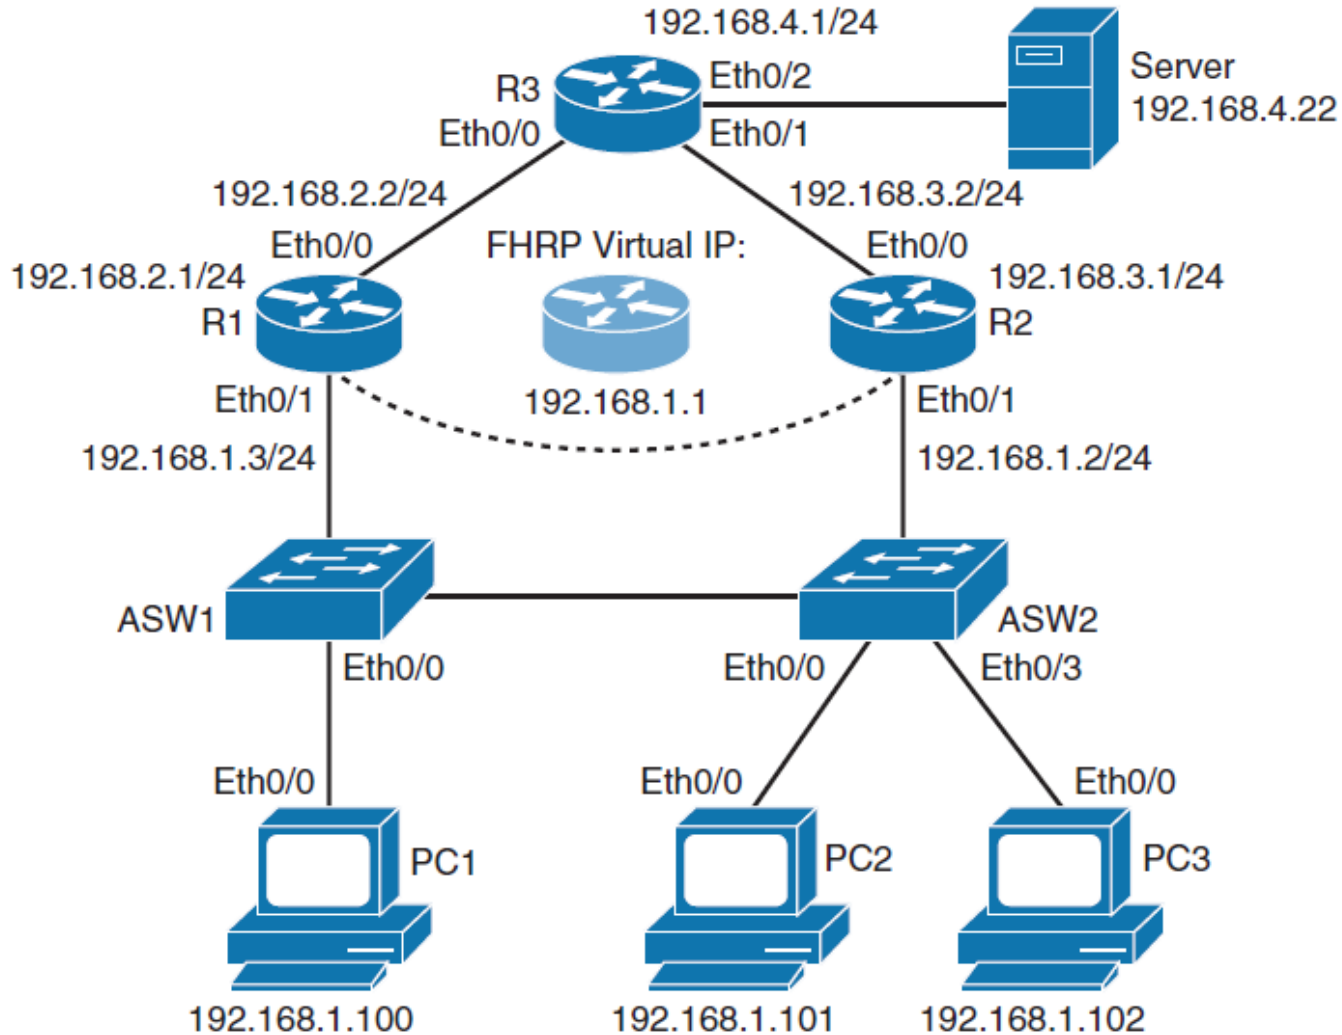 192.168.4.1/24
R3
Eth0/2
Server
192.168.4.22
Eth0/0
Eth0/1
192.168.2.2/24
192.168.3.2/24
Eth0/0
FHRP Virtual IP:
Eth0/0
192.168.2.1/24
192.168.3.1/24
R1
R2
Eth0/1
192.168.1.1
Eth0/1
192.168.1.3/24
192.168.1.2/24
ASW1
ASW2
Eth0/0
Eth0/0
Eth0/3
Eth0/0
Eth0/0
Eth0/0
PC1
PC2
PC3
192.168.1.100
192.168.1.101
192.168.1.102